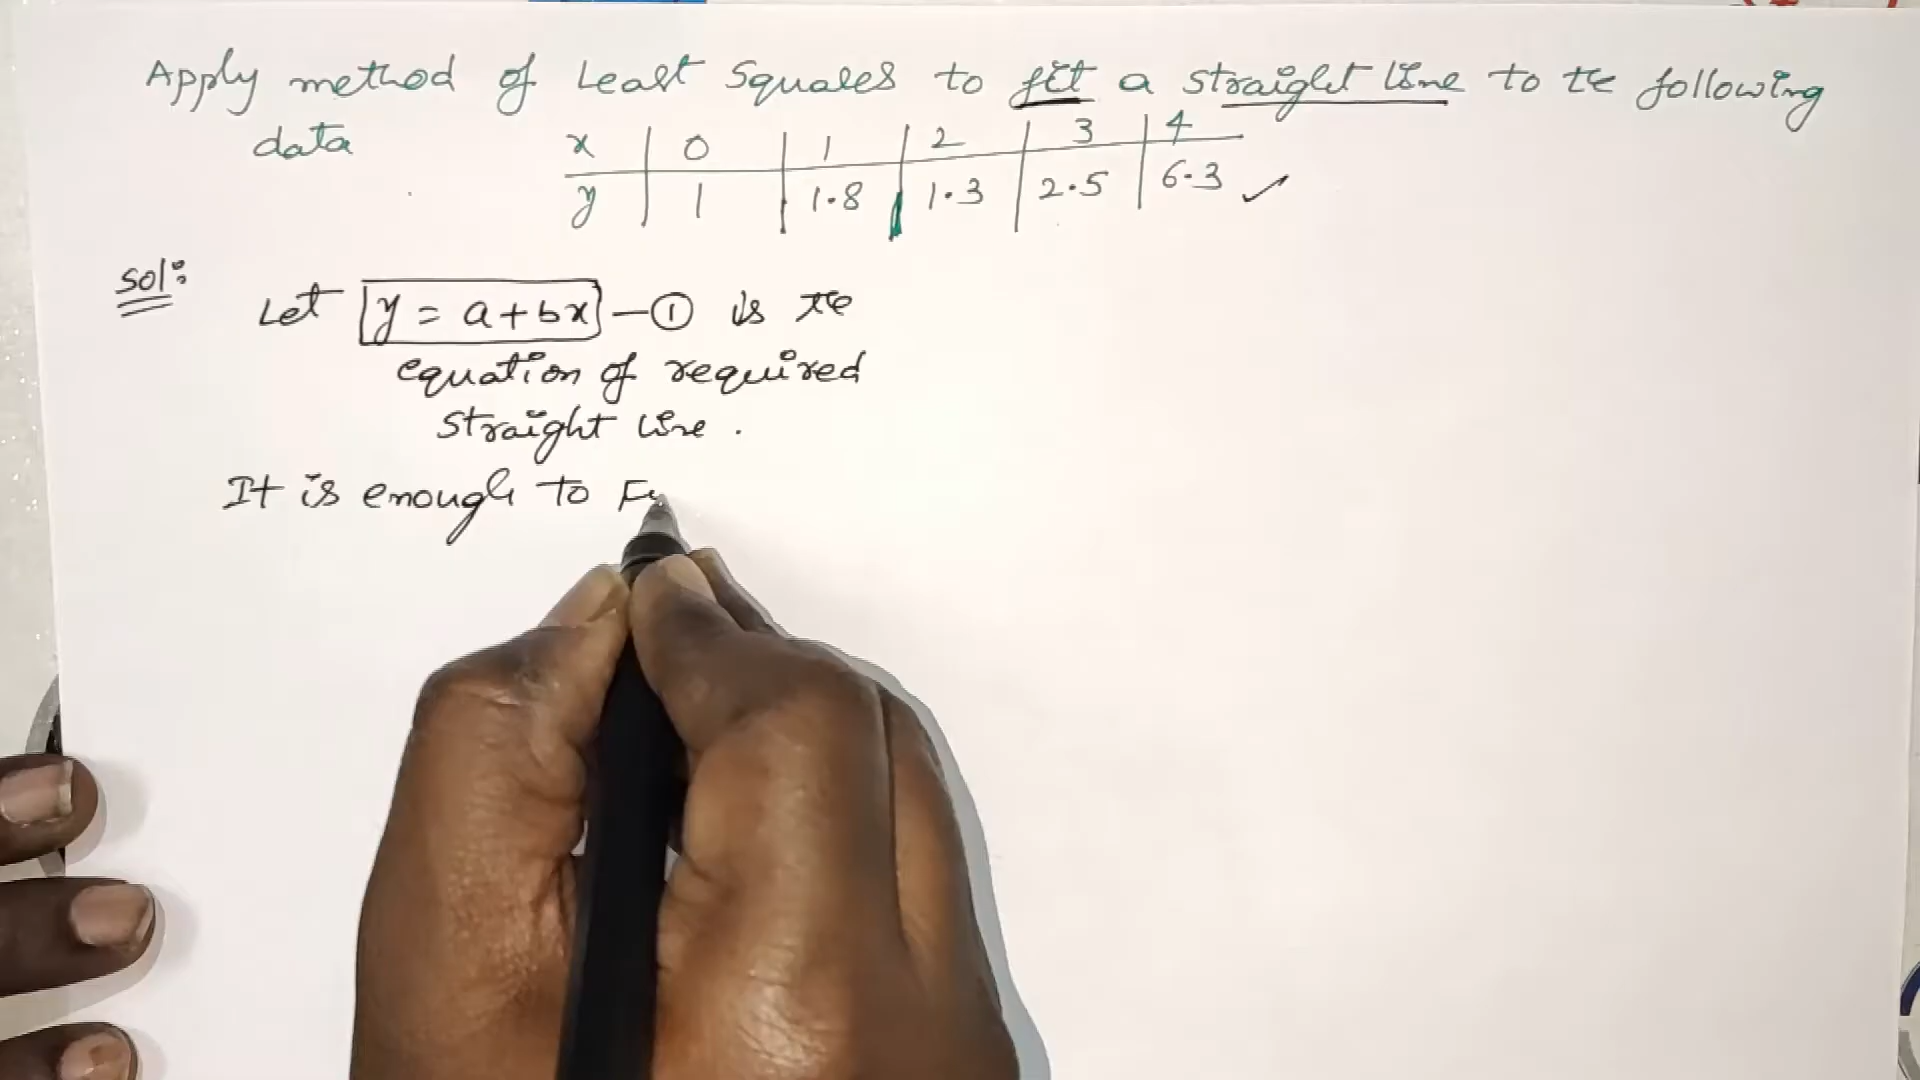 Apply method of Least Squares to fit a straight line to the following
data
x | 0 | 1 | 2 | 3 | 4
y | 1 | 1.8 | 1.3 | 2.5 | 6.3 ✓
Sol:
Let y = a+bx —① is the
equation of required
straight line.
It is enough to